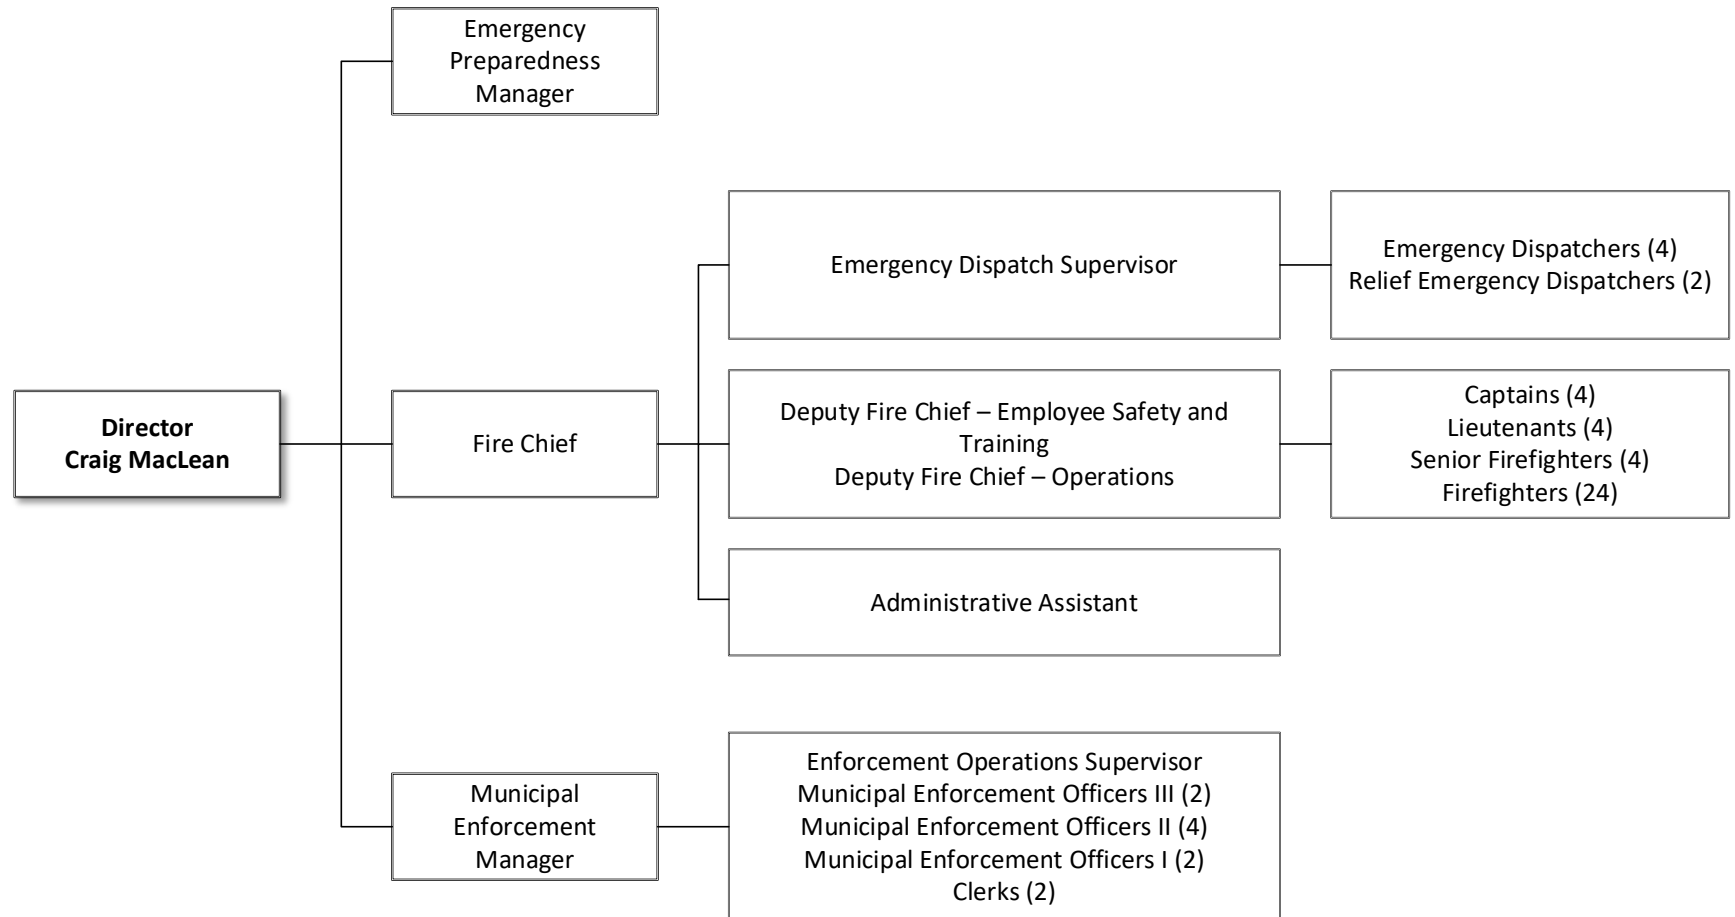 Emergency
Preparedness
Manager
Emergency Dispatch Supervisor
Emergency Dispatchers (4)
Relief Emergency Dispatchers (2)
Director
Craig MacLean
Fire Chief
Deputy Fire Chief – Employee Safety and
Training
Deputy Fire Chief – Operations
Captains (4)
Lieutenants (4)
Senior Firefighters (4)
Firefighters (24)
Administrative Assistant
Municipal
Enforcement
Manager
Enforcement Operations Supervisor
Municipal Enforcement Officers III (2)
Municipal Enforcement Officers II (4)
Municipal Enforcement Officers I (2)
Clerks (2)